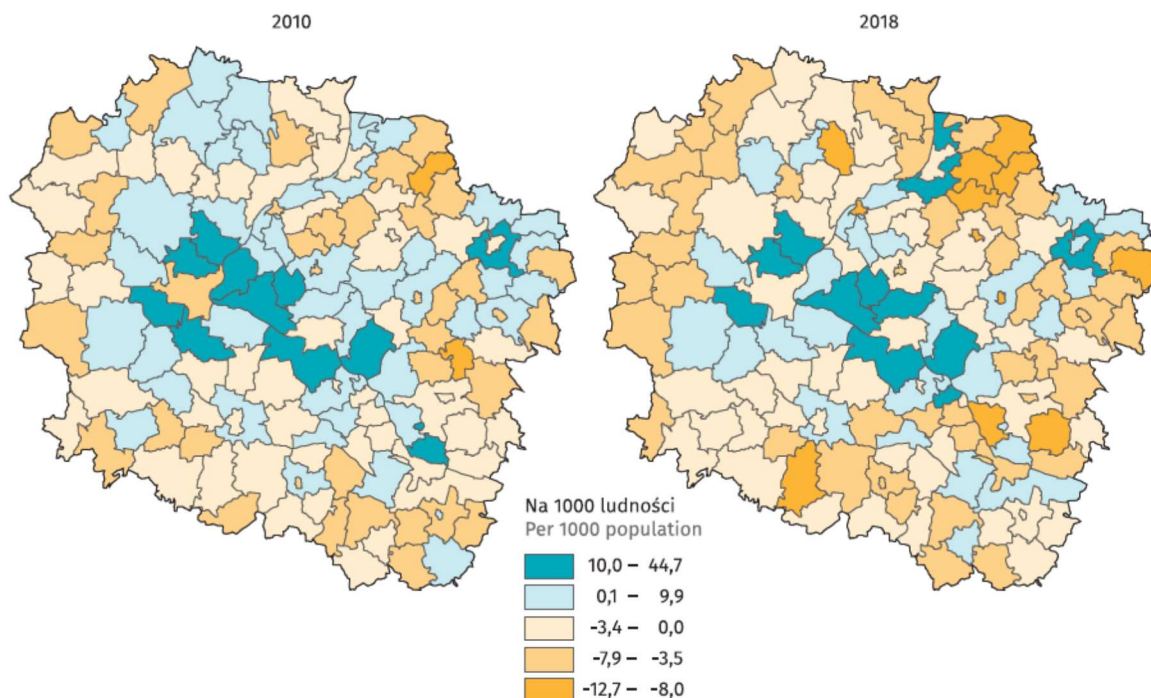 2010
2018
Na 1000 ludności
Per 1000 population
10,0 – 44,7
0,1 – 9,9
-3,4 – 0,0
-7,9 – -3,5
-12,7 – -8,0